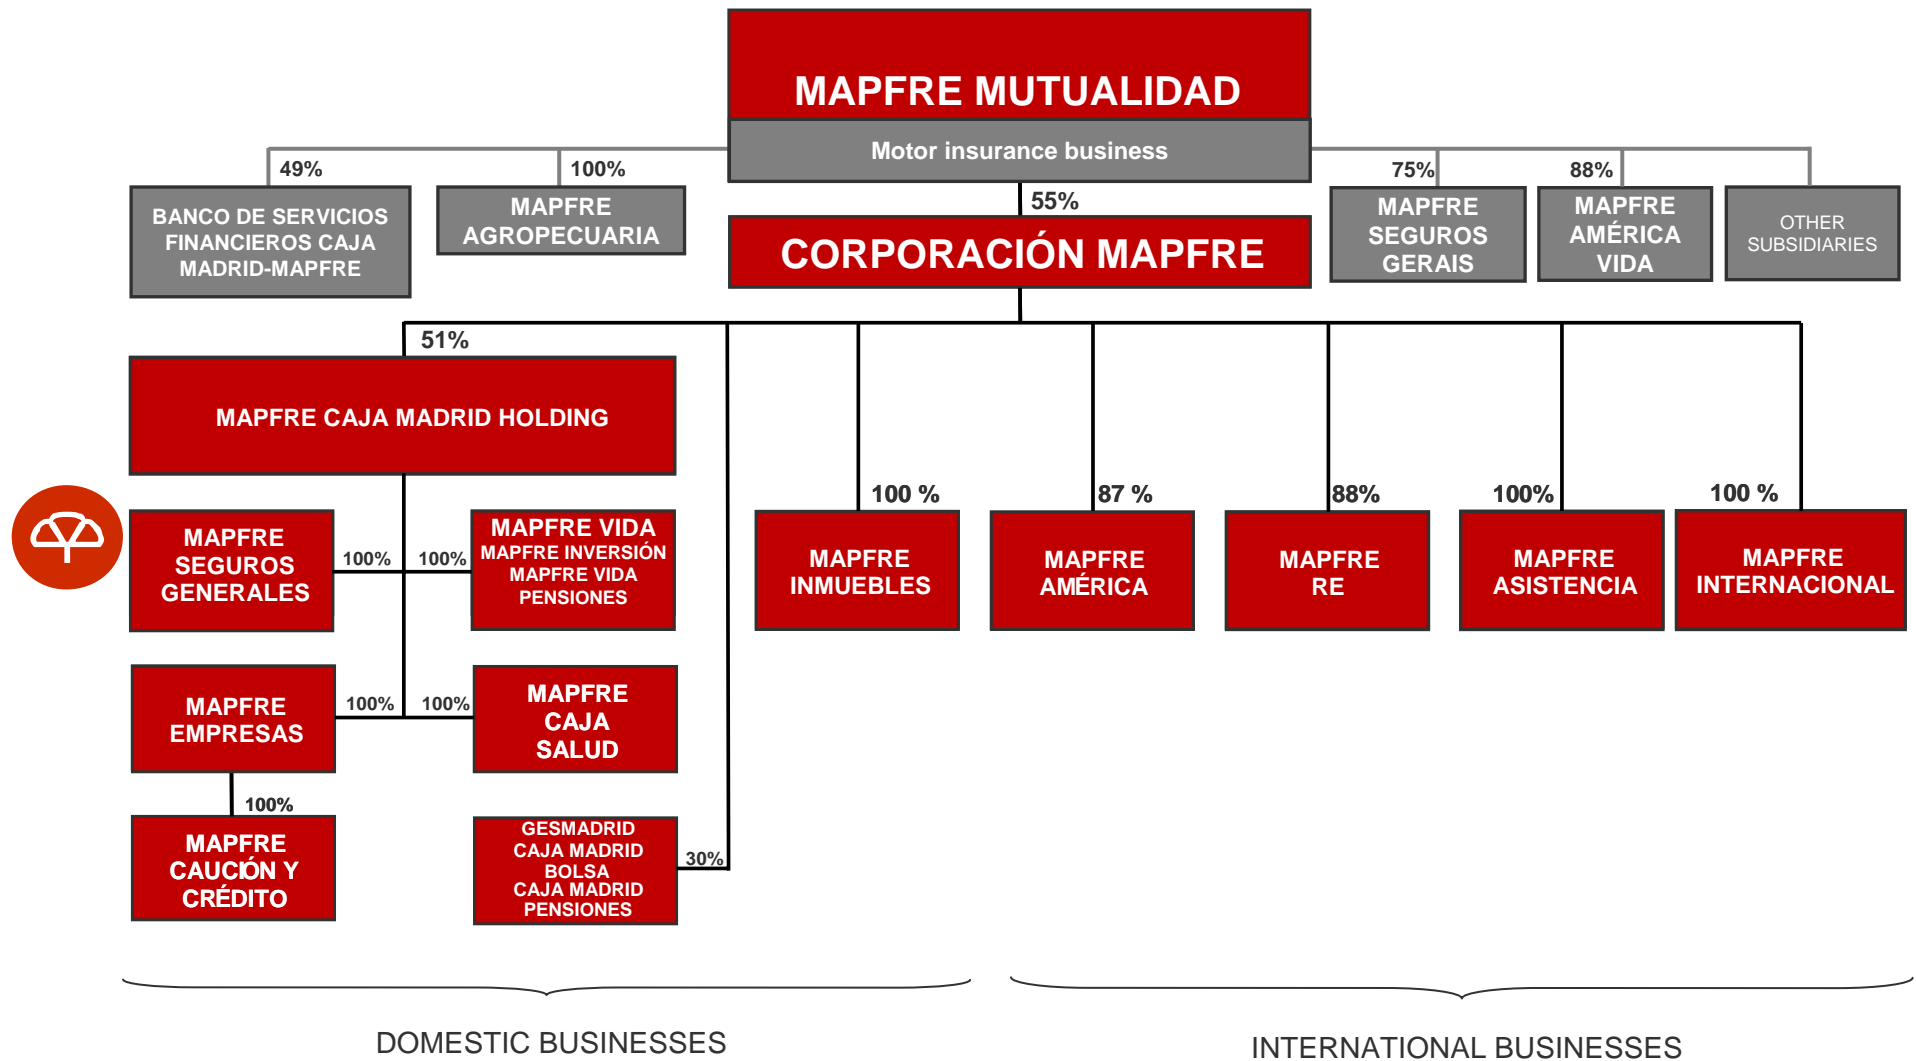 MAPFRE MUTUALIDAD
Motor insurance business
49%
100%
75%
88%
BANCO DE SERVICIOS
FINANCIEROS CAJA
MADRID-MAPFRE
MAPFRE
AGROPECUARIA
55%
CORPORACIÓN MAPFRE
MAPFRE
SEGUROS
GERAIS
MAPFRE
AMÉRICA
VIDA
OTHER
SUBSIDIARIES
51%
MAPFRE CAJA MADRID HOLDING
100 %
87 %
88%
100%
100 %
MAPFRE
SEGUROS
GENERALES
100%
100%
MAPFRE VIDA
MAPFRE INVERSIÓN
MAPFRE VIDA
PENSIONES
MAPFRE
INMUEBLES
MAPFRE
AMÉRICA
MAPFRE
RE
MAPFRE
ASISTENCIA
MAPFRE
INTERNACIONAL
MAPFRE
EMPRESAS
100%
100%
MAPFRE
CAJA
SALUD
100%
MAPFRE
CAUCIÓN Y
CRÉDITO
GESMADRID
CAJA MADRID
BOLSA
CAJA MADRID
PENSIONES
30%
DOMESTIC BUSINESSES
INTERNATIONAL BUSINESSES